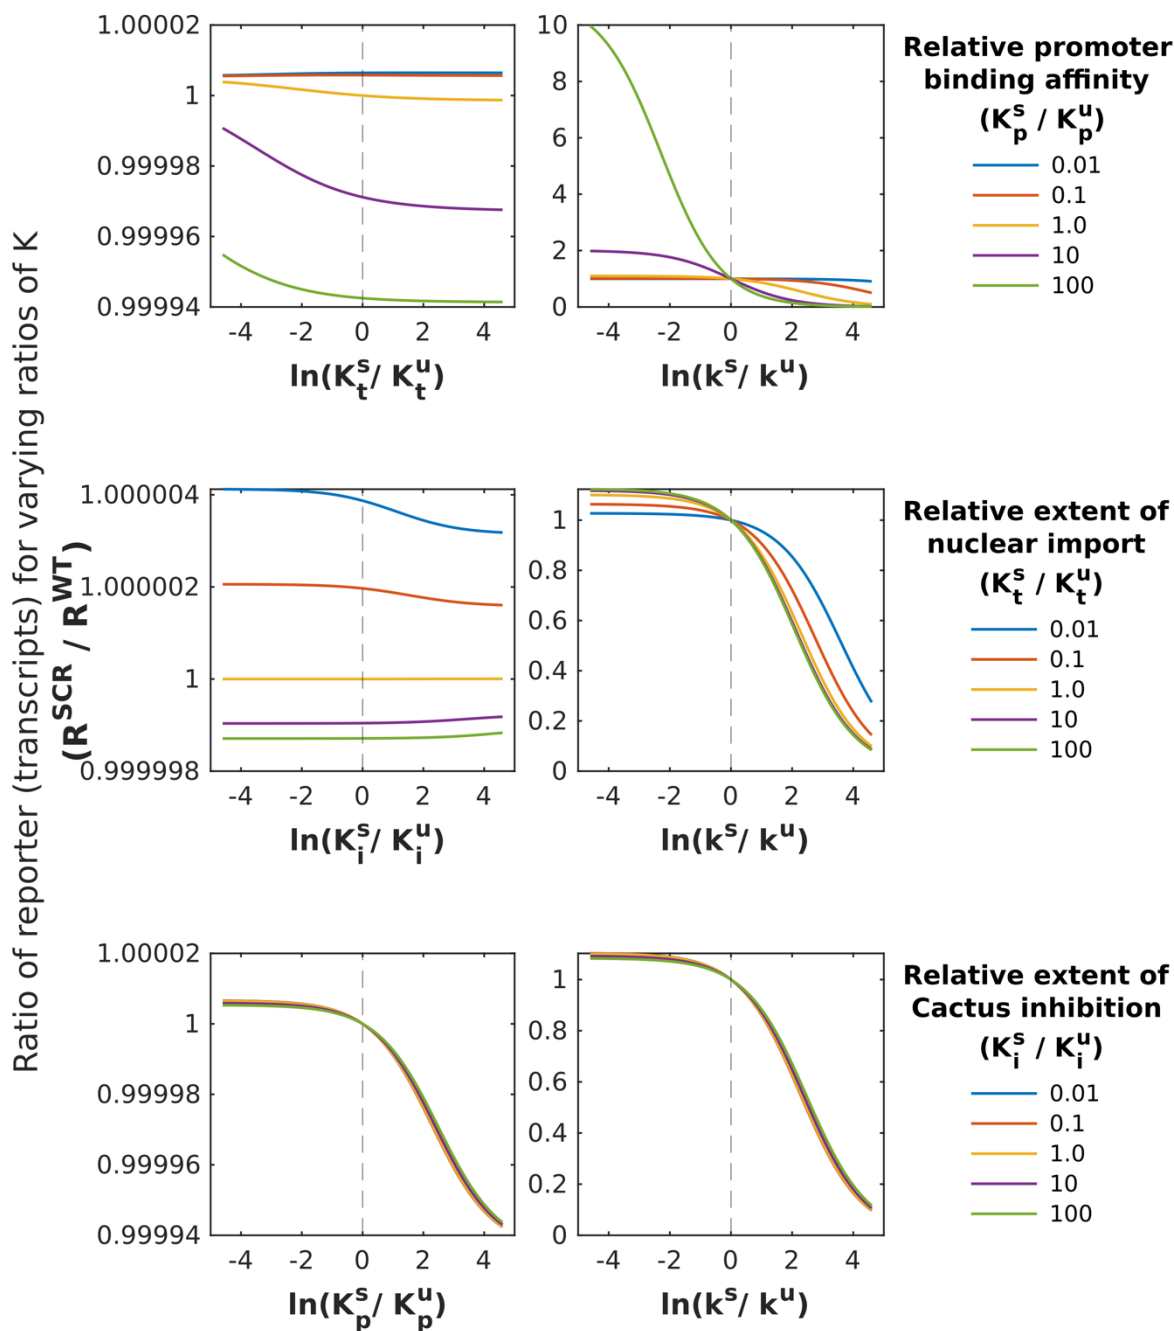 Ratio of reporter (transcripts) for varying ratios of K
(R^SCR / R^WT)
1.00002
1
0.99998
0.99996
0.99994
-4 -2 0 2 4
ln(K_t^s / K_t^u)
10
8
6
4
2
0
-4 -2 0 2 4
ln(k^s / k^u)
Relative promoter
binding affinity
(K_p^s / K_p^u)
0.01
0.1
1.0
10
100
1.000004
1.000002
1
0.999998
-4 -2 0 2 4
ln(K_i^s / K_i^u)
1
0.8
0.6
0.4
0.2
0
-4 -2 0 2 4
ln(k^s / k^u)
Relative extent of
nuclear import
(K_t^s / K_t^u)
0.01
0.1
1.0
10
100
1.00002
1
0.99998
0.99996
0.99994
-4 -2 0 2 4
ln(K_p^s / K_p^u)
1
0.8
0.6
0.4
0.2
0
-4 -2 0 2 4
ln(k^s / k^u)
Relative extent of
Cactus inhibition
(K_i^s / K_i^u)
0.01
0.1
1.0
10
100